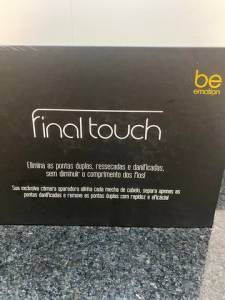 be
emotion
final touch
Elimina as pontas duplas, ressecadas e danificadas,
sem diminuir o comprimento dos fios!
Sua exclusiva câmara aparadora alinha cada mecha de cabelo, separa apenas as
pontas danificadas e remove as pontas duplas com rapidez e eficácia!